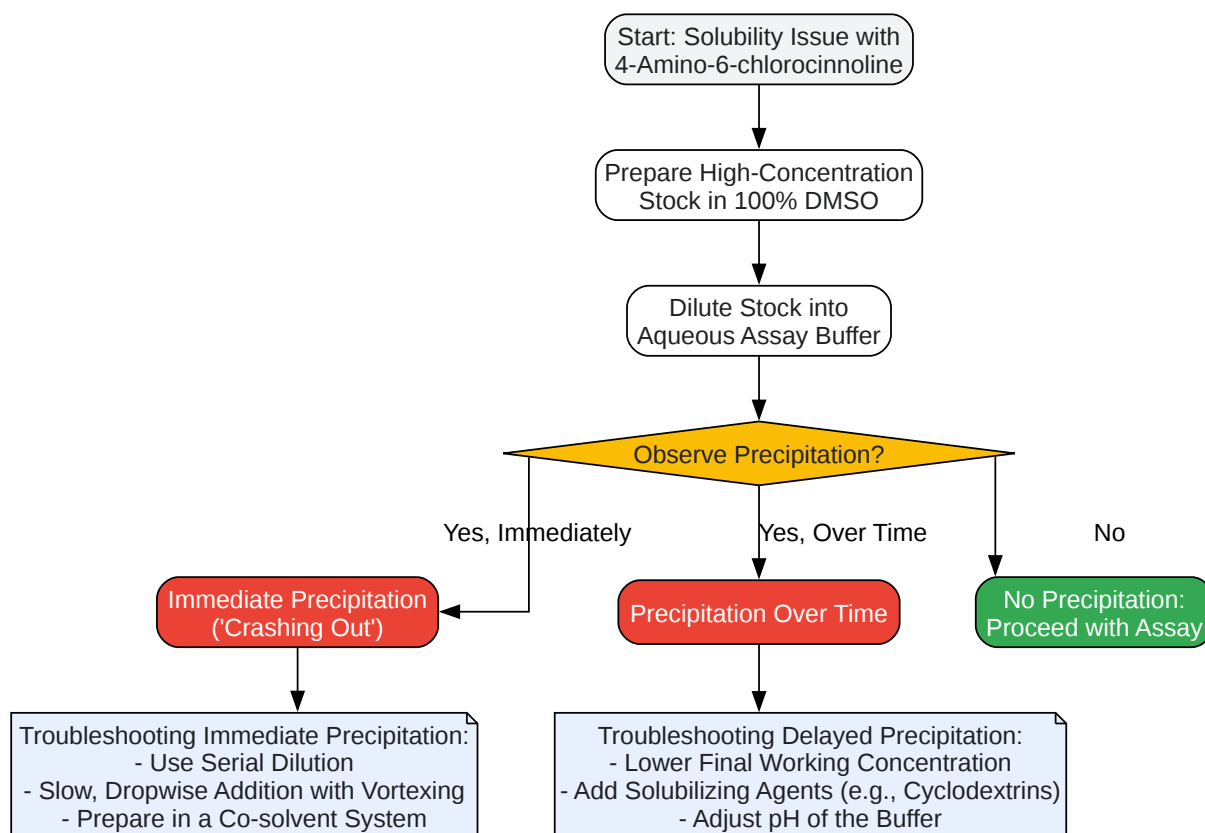 Start: Solubility Issue with
4-Amino-6-chlorocinnoline
Prepare High-Concentration
Stock in 100% DMSO
Dilute Stock into
Aqueous Assay Buffer
Observe Precipitation?
Yes, Immediately
Yes, Over Time
No
Immediate Precipitation
('Crashing Out')
Precipitation Over Time
No Precipitation:
Proceed with Assay
Troubleshooting Immediate Precipitation:
- Use Serial Dilution
- Slow, Dropwise Addition with Vortexing
- Prepare in a Co-solvent System
Troubleshooting Delayed Precipitation:
- Lower Final Working Concentration
- Add Solubilizing Agents (e.g., Cyclodextrins)
- Adjust pH of the Buffer